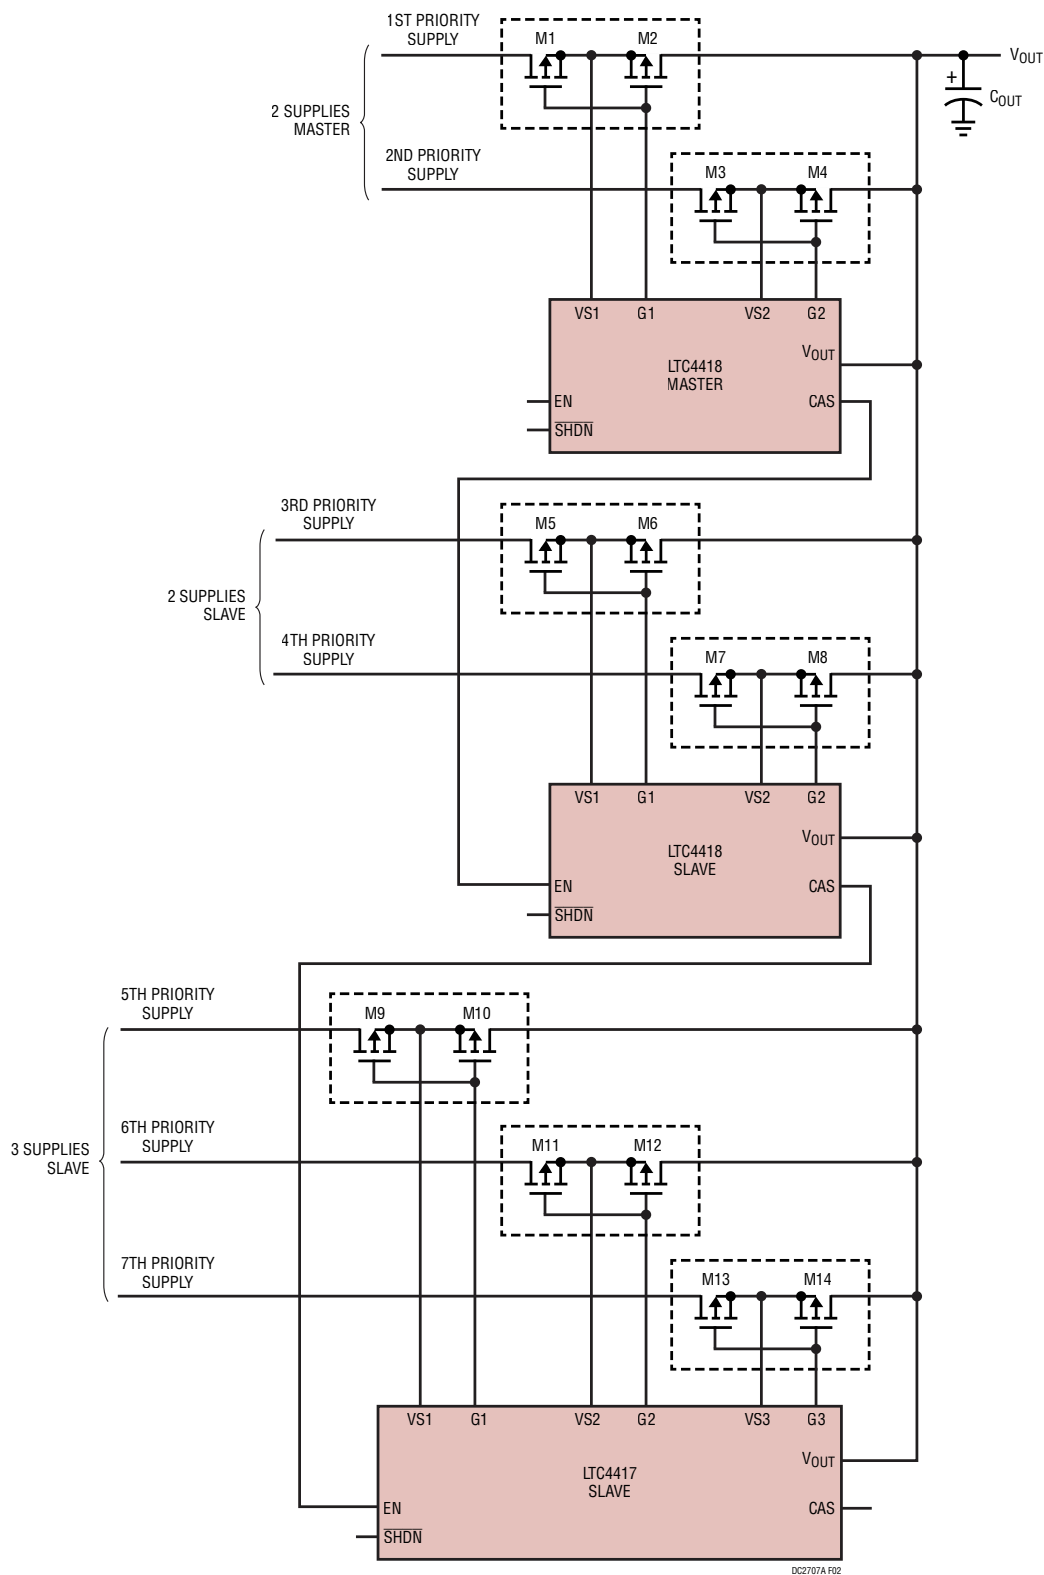 1ST PRIORITY
SUPPLY
M1
M2
VOUT
+
COUT
2 SUPPLIES
MASTER
2ND PRIORITY
SUPPLY
M3
M4
VS1
G1
VS2
G2
VOUT
LTC4418
MASTER
EN
CAS
SHDN
3RD PRIORITY
SUPPLY
M5
M6
2 SUPPLIES
SLAVE
4TH PRIORITY
SUPPLY
M7
M8
VS1
G1
VS2
G2
VOUT
LTC4418
SLAVE
EN
CAS
SHDN
5TH PRIORITY
SUPPLY
M9
M10
6TH PRIORITY
SUPPLY
M11
M12
3 SUPPLIES
SLAVE
7TH PRIORITY
SUPPLY
M13
M14
VS1
G1
VS2
G2
VS3
G3
VOUT
LTC4417
SLAVE
EN
CAS
SHDN
DC2707A F02